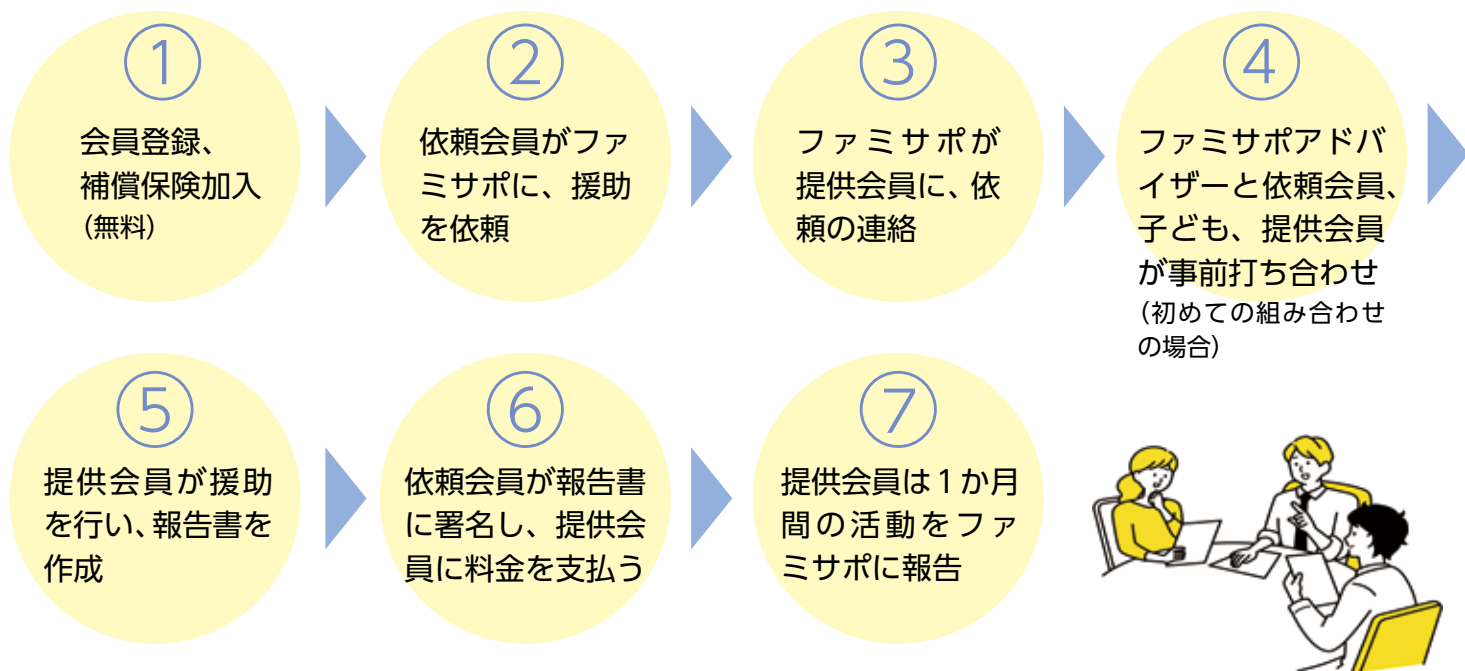 ①
会員登録、
補償保険加入
(無料)
②
依頼会員がファ
ミサポに、援助
を依頼
③
ファミサポが
提供会員に、依
頼の連絡
④
ファミサポアドバ
イザーと依頼会員、
子ども、提供会員
が事前打ち合わせ
(初めての組み合わせ
の場合)
⑤
提供会員が援助
を行い、報告書を
作成
⑥
依頼会員が報告書
に署名し、提供会
員に料金を支払う
⑦
提供会員は1か月
間の活動をファ
ミサポに報告